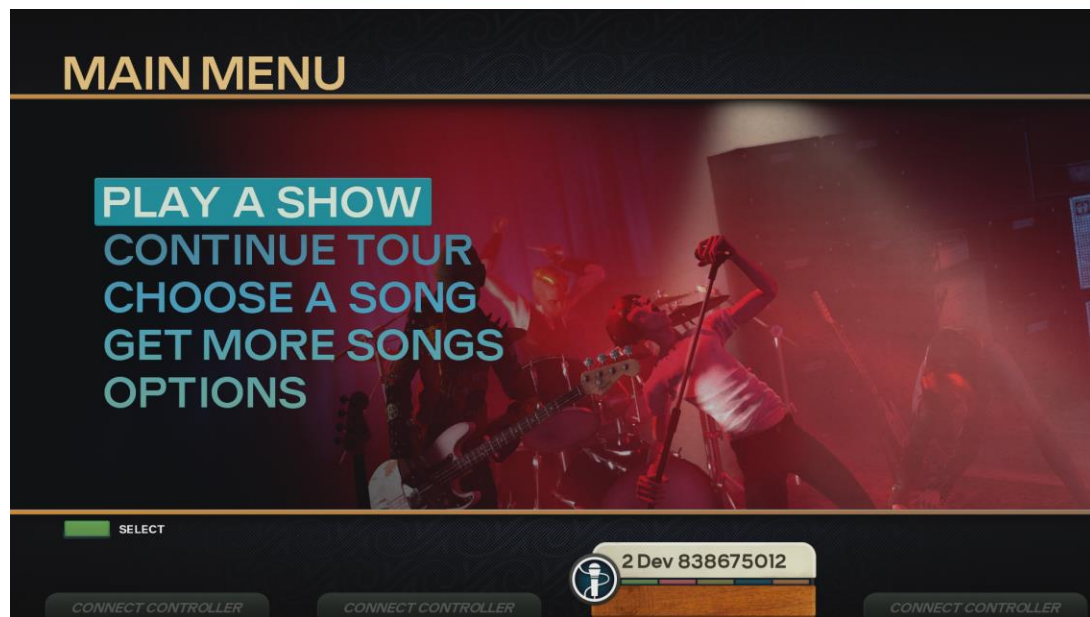 MAIN MENU
PLAY A SHOW
CONTINUE TOUR
CHOOSE A SONG
GET MORE SONGS
OPTIONS
SELECT
2 Dev 838675012
CONNECT CONTROLLER
CONNECT CONTROLLER
CONNECT CONTROLLER